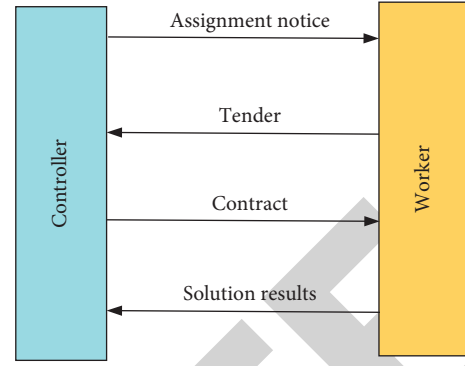 Assignment notice
Tender
Contract
Solution results
Controller
Worker